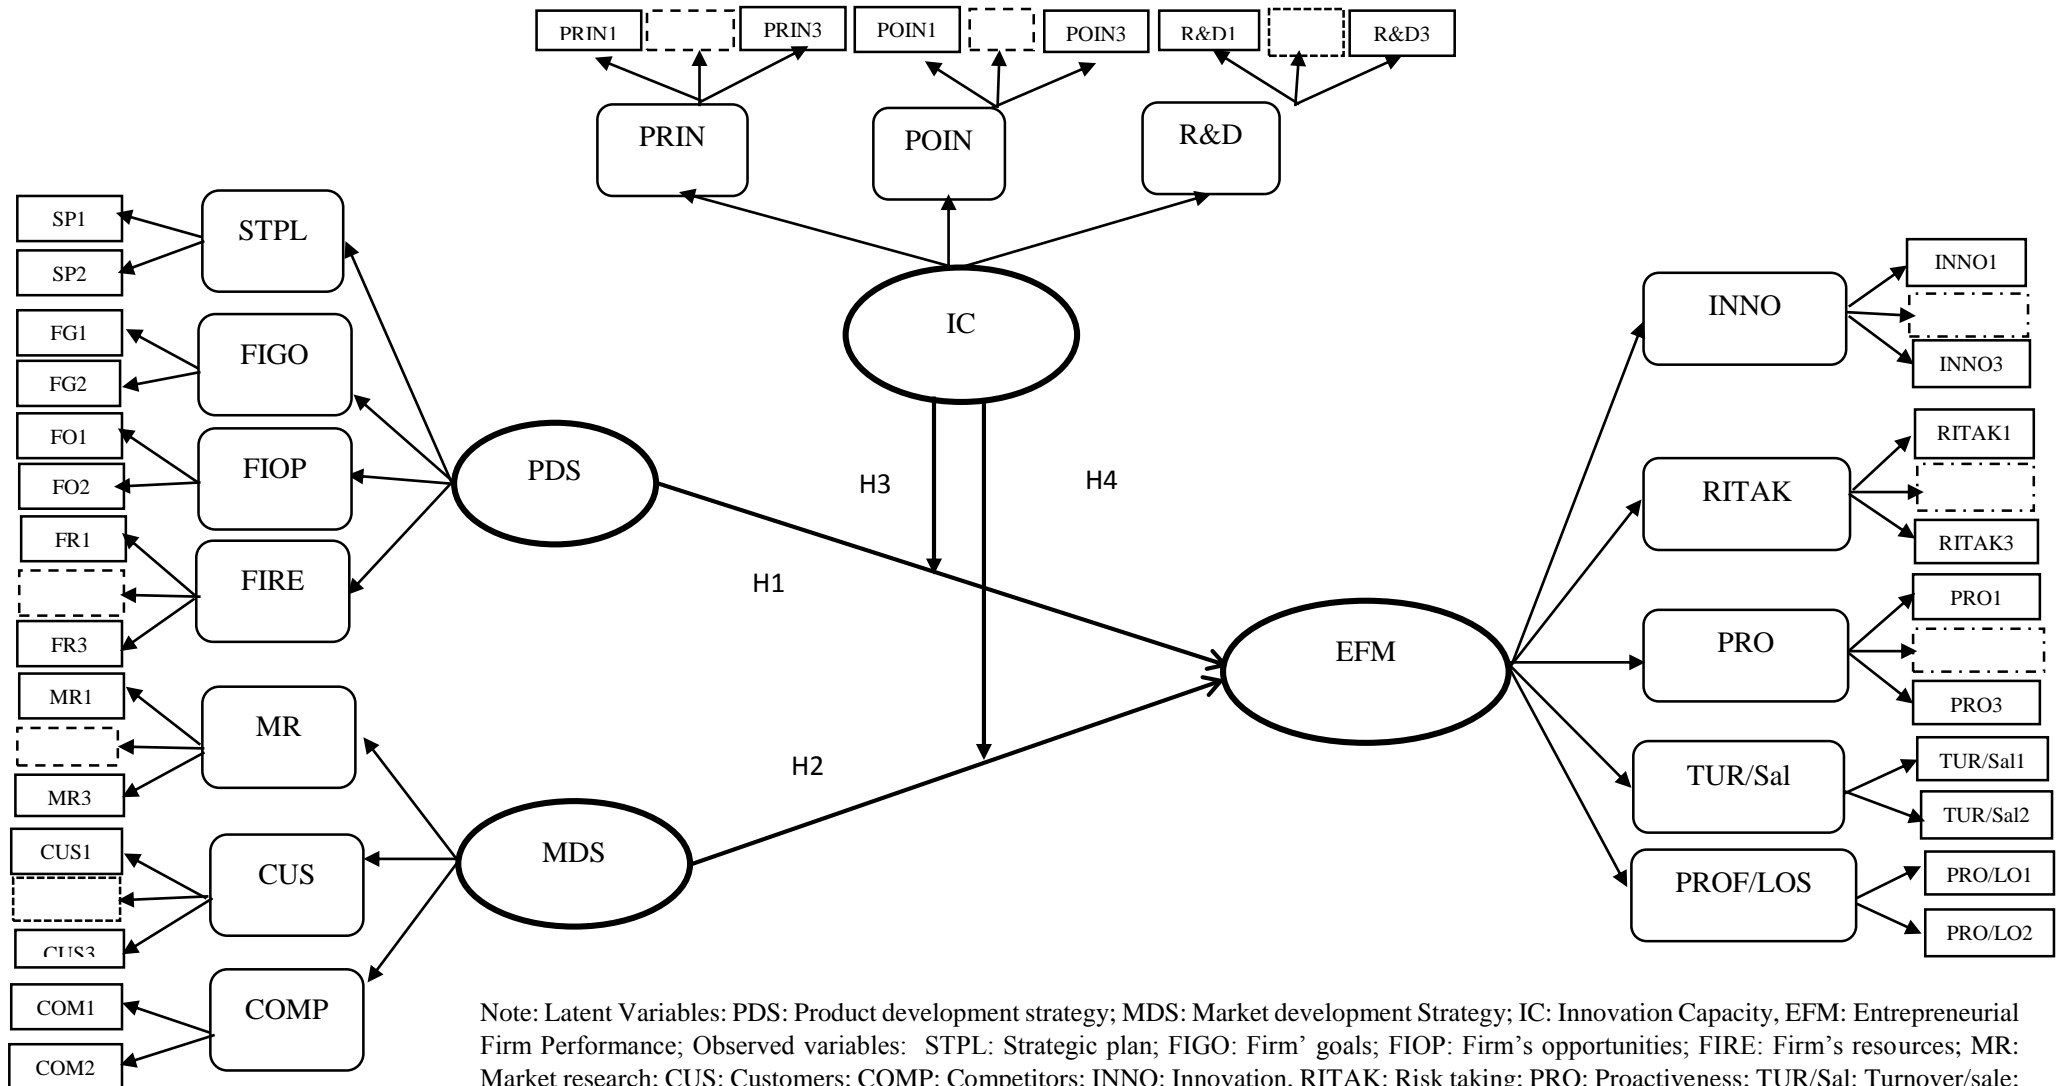 PRIN1
PRIN3
POIN1
POIN3
R&D1
R&D3
PRIN
POIN
R&D
SP1
SP2
STPL
FG1
FG2
FIGO
FO1
FO2
FIOP
FR1
FR3
FIRE
MR1
MR3
MR
CUS1
CUS3
CUS
COM1
COM2
COMP
PDS
MDS
IC
H3
H4
H1
H2
EFM
INNO
INNO1
INNO3
RITAK
RITAK1
RITAK3
PRO
PRO1
PRO3
TUR/Sal
TUR/Sal1
TUR/Sal2
PROF/LOS
PRO/LO1
PRO/LO2
Note: Latent Variables: PDS: Product development strategy; MDS: Market development Strategy; IC: Innovation Capacity, EFM: Entrepreneurial
Firm Performance; Observed variables: STPL: Strategic plan; FIGO: Firm' goals; FIOP: Firm's opportunities; FIRE: Firm's resources; MR:
Market research; CUS: Customers; COMP: Competitors; INNO: Innovation, RITAK: Risk taking; PRO: Proactiveness; TUR/Sal: Turnover/sale;